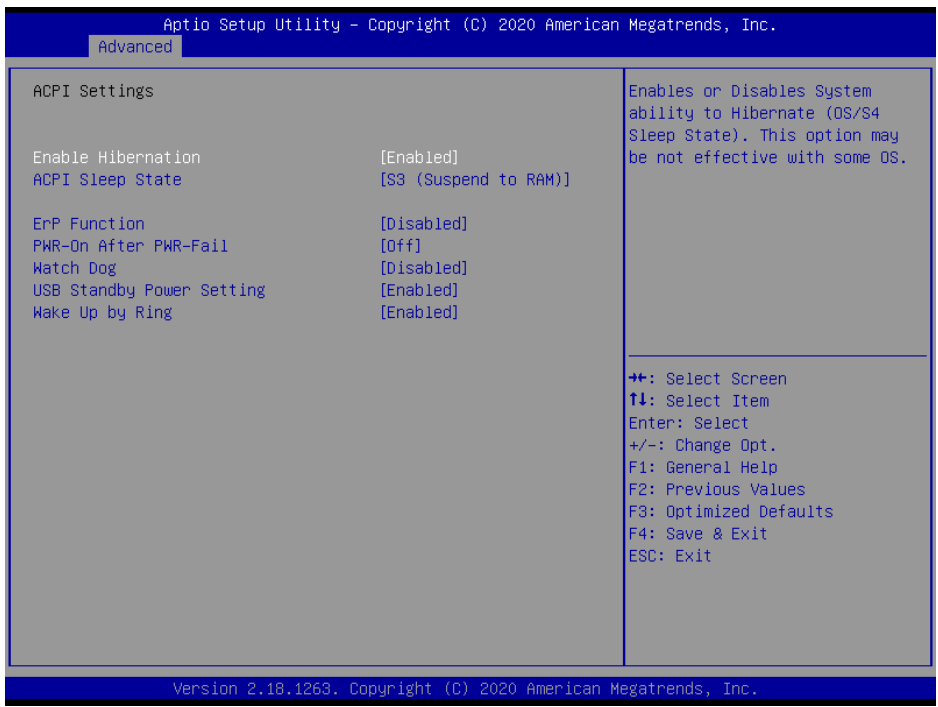 Aptio Setup Utility – Copyright (C) 2020 American Megatrends, Inc.
Advanced
ACPI Settings
Enable Hibernation [Enabled]
ACPI Sleep State [S3 (Suspend to RAM)]
ErP Function [Disabled]
PWR-On After PWR-Fail [Off]
Watch Dog [Disabled]
USB Standby Power Setting [Enabled]
Wake Up by Ring [Enabled]
Enables or Disables System
ability to Hibernate (OS/S4
Sleep State). This option may
be not effective with some OS.
→←: Select Screen
↑↓: Select Item
Enter: Select
+/-: Change Opt.
F1: General Help
F2: Previous Values
F3: Optimized Defaults
F4: Save & Exit
ESC: Exit
Version 2.18.1263. Copyright (C) 2020 American Megatrends, Inc.